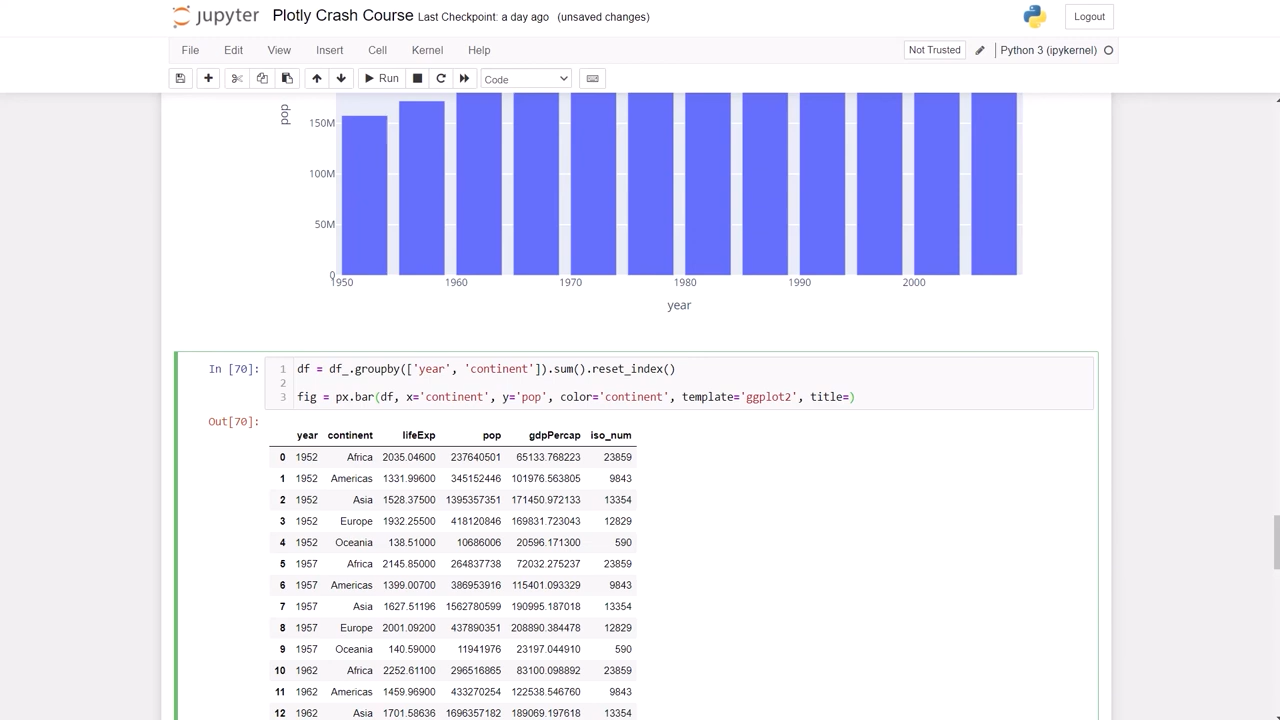 jupyter Plotly Crash Course Last Checkpoint: a day ago (unsaved changes) Logout
File Edit View Insert Cell Kernel Help Not Trusted Python 3 (ipykernel)
Run Code
pop
150M
100M
50M
0
1950 1960 1970 1980 1990 2000
year
In [70]: 1 df = df_.groupby(['year', 'continent']).sum().reset_index()
2
3 fig = px.bar(df, x='continent', y='pop', color='continent', template='ggplot2', title=)
Out[70]:
year continent lifeExp pop gdpPercap iso_num
0 1952 Africa 2035.04600 237640501 65133.768223 23859
1 1952 Americas 1331.99600 345152446 101976.563805 9843
2 1952 Asia 1528.37500 1395357351 171450.972133 13354
3 1952 Europe 1932.25500 418120846 169831.723043 12829
4 1952 Oceania 138.51000 10686006 20596.171300 590
5 1957 Africa 2145.85000 264837738 72032.275237 23859
6 1957 Americas 1399.00700 386953916 115401.093329 9843
7 1957 Asia 1627.51196 1562780599 190995.187018 13354
8 1957 Europe 2001.09200 437890351 208890.384478 12829
9 1957 Oceania 140.59000 11941976 23197.044910 590
10 1962 Africa 2252.61100 296516865 83100.098892 23859
11 1962 Americas 1459.96900 433270254 122538.546760 9843
12 1962 Asia 1701.58636 1696357182 189069.197618 13354